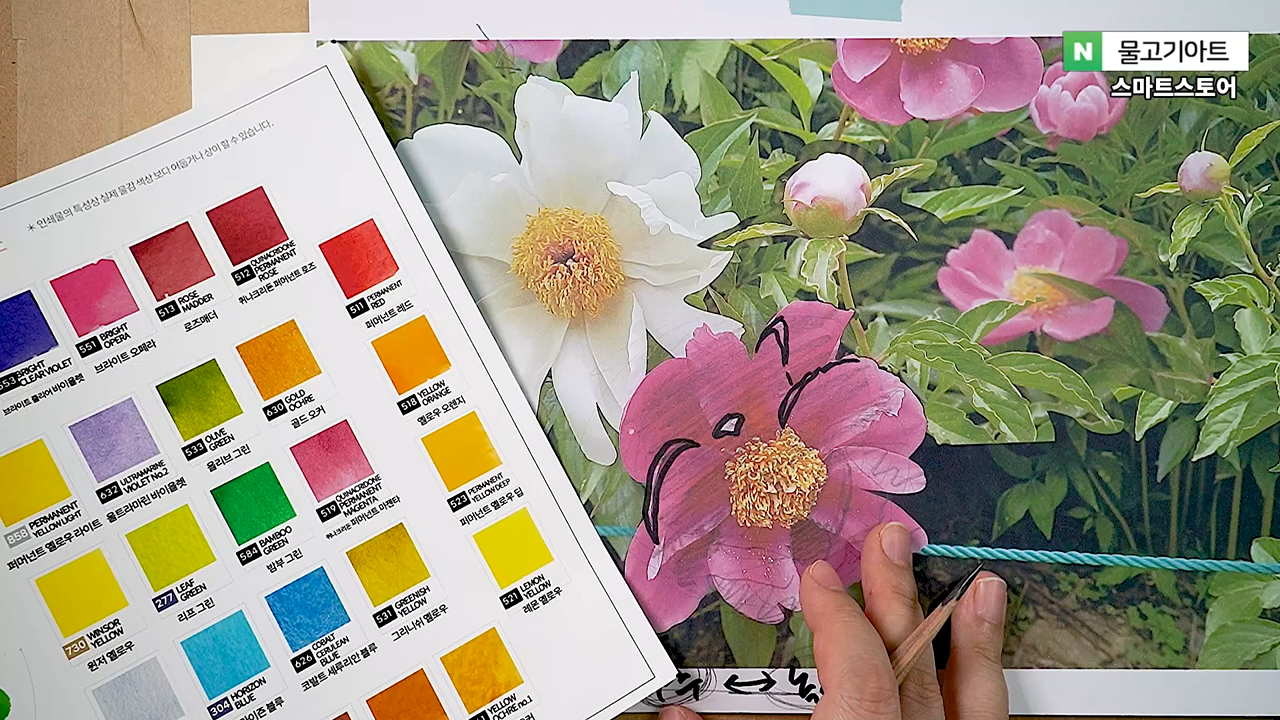 N 물고기아트
스마트스토어
* 인쇄물의 특성상 실제 물감 색상 보다 어둡거나 상이 할 수 있습니다.
512 QUINACRIDONE PERMANENT ROSE
퀴나크리돈 퍼머넌트 로즈
511 PERMANENT RED
퍼머넌트 레드
513 ROSE MADDER
로즈매더
551 BRIGHT OPERA
브라이트 오페라
553 BRIGHT CLEAR VIOLET
브라이트 클리어 바이올렛
518 YELLOW ORANGE
옐로우 오렌지
630 GOLD OCHRE
골드 오커
533 OLIVE GREEN
올리브 그린
632 ULTRAMARINE VIOLET No.2
울트라마린 바이올렛
858 PERMANENT YELLOW LIGHT
퍼머넌트 옐로우 라이트
523 PERMANENT YELLOW DEEP
퍼머넌트 옐로우 딥
519 QUINACRIDONE PERMANENT MAGENTA
퀴나크리돈 퍼머넌트 마젠타
584 BAMBOO GREEN
밤부 그린
277 LEAF GREEN
리프 그린
730 WINSOR YELLOW
윈저 옐로우
521 LEMON YELLOW
레몬 옐로우
531 GREENISH YELLOW
그리니쉬 옐로우
626 COBALT CERULEAN BLUE
코발트 세루리안 블루
304 HORIZON BLUE
YELLOW OCHRE no.1